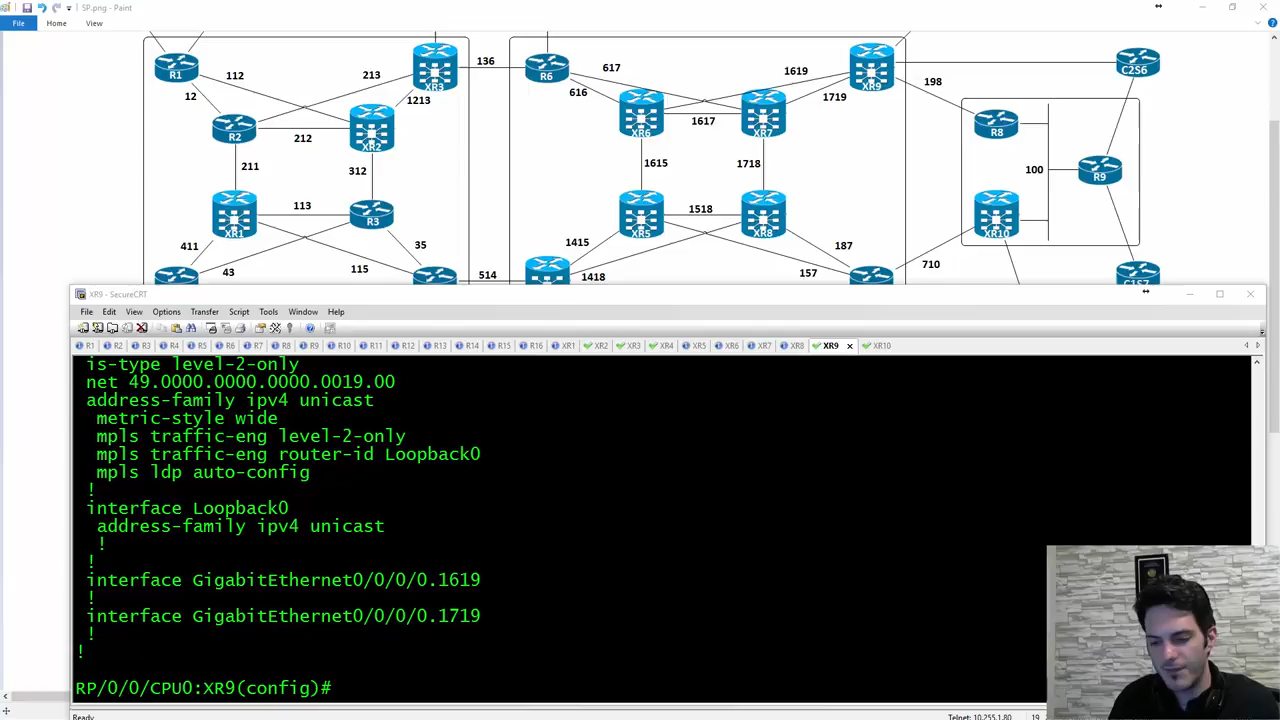 SP.png - Paint
File Home View
R1 112 213 XR3 136 R6 617 1619 XR9 C2S6
12 1213 616 1719 198
R2 212 XR2 XR6 1617 XR7 R8
211 312 1615 1718 100 R9
XR1 113 R3 XR5 1518 XR8 XR10
411 35 1415 187
43 115 514 1418 157 710 C1S7
XR9 - SecureCRT
File Edit View Options Transfer Script Tools Window Help
R1 R2 R3 R4 R5 R6 R7 R8 R9 R10 R11 R12 R13 R14 R15 R16 XR1 XR2 XR3 XR4 XR5 XR6 XR7 XR8 XR9 XR10
is-type level-2-only
net 49.0000.0000.0000.0019.00
address-family ipv4 unicast
metric-style wide
mpls traffic-eng level-2-only
mpls traffic-eng router-id Loopback0
mpls ldp auto-config
!
interface Loopback0
address-family ipv4 unicast
!
!
interface GigabitEthernet0/0/0/0.1619
!
interface GigabitEthernet0/0/0/0.1719
!
!
RP/0/0/CPU0:XR9(config)#
Ready Telnet: 10.255.1.80 19